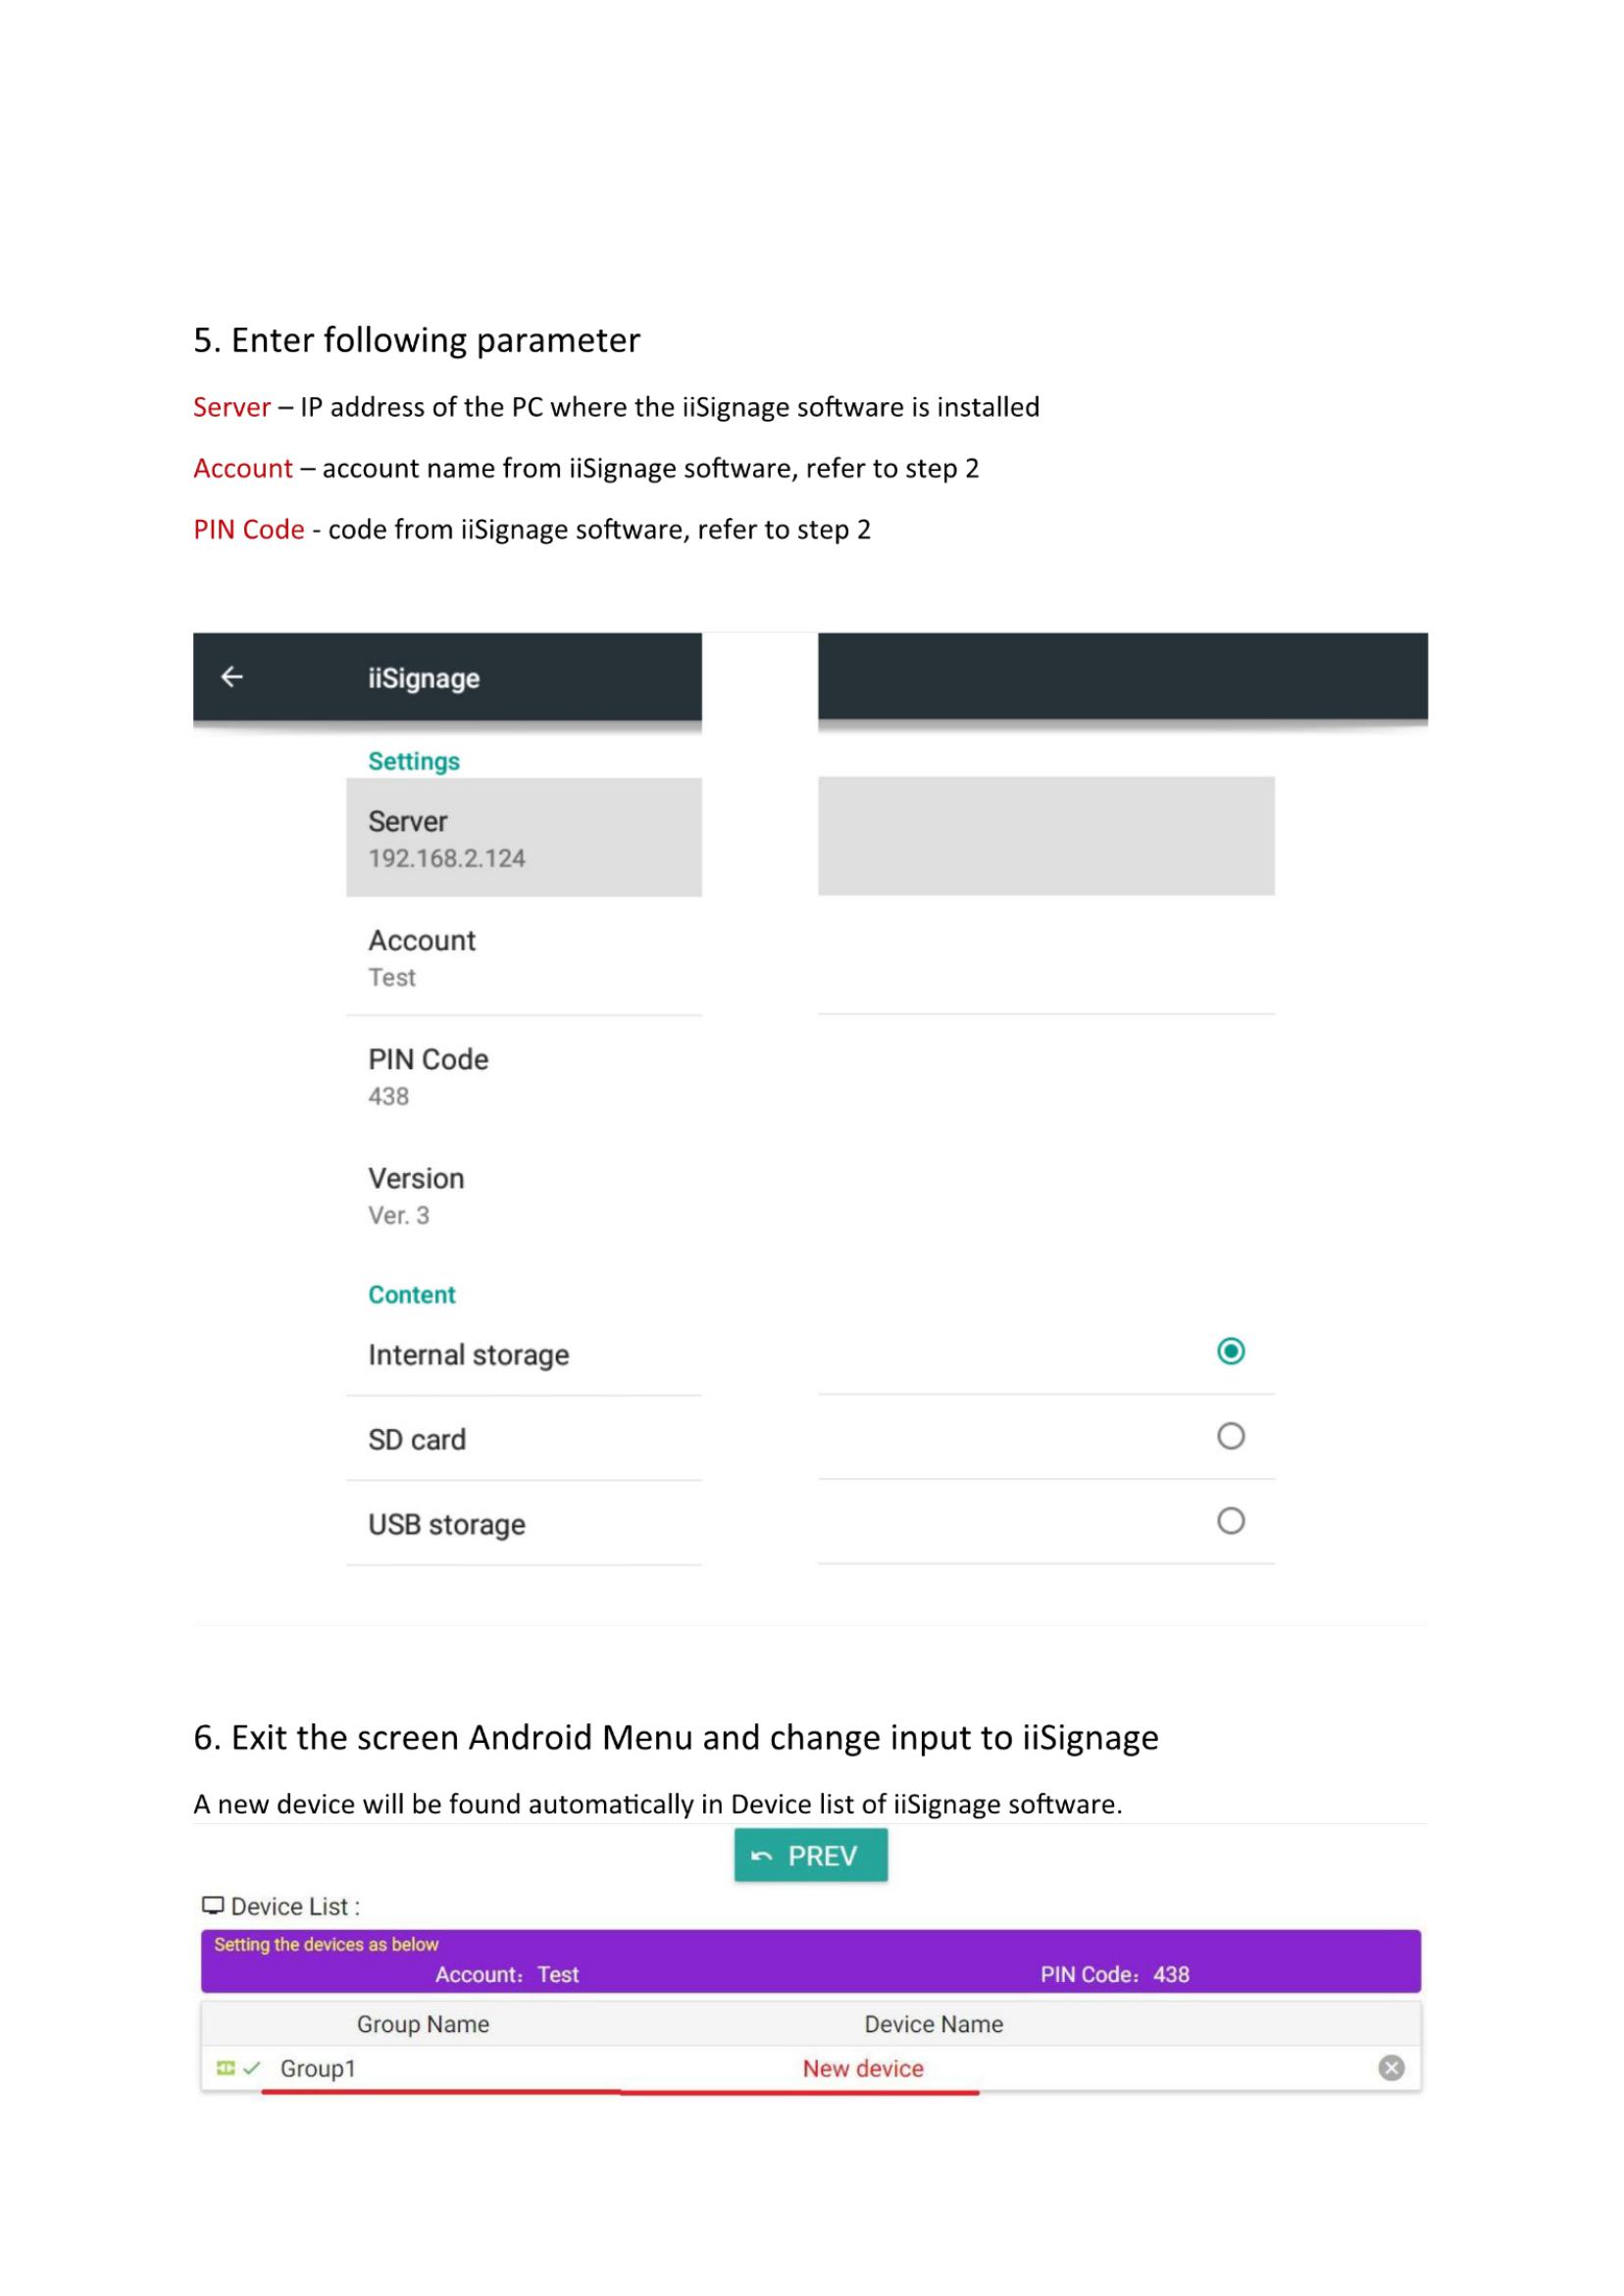 5. Enter following parameter
Server – IP address of the PC where the iiSignage software is installed
Account – account name from iiSignage software, refer to step 2
PIN Code - code from iiSignage software, refer to step 2
iiSignage
Settings
Server
192.168.2.124
Account
Test
PIN Code
438
Version
Ver. 3
Content
Internal storage
SD card
USB storage
6. Exit the screen Android Menu and change input to iiSignage
A new device will be found automatically in Device list of iiSignage software.
PREV
Device List :
Setting the devices as below
Account：Test PIN Code：438
Group Name Device Name
Group1 New device